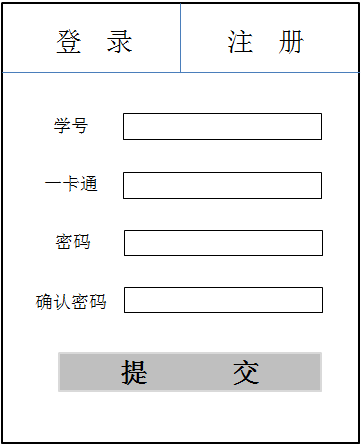 登 录 注 册
学号
一卡通
密码
确认密码
提 交